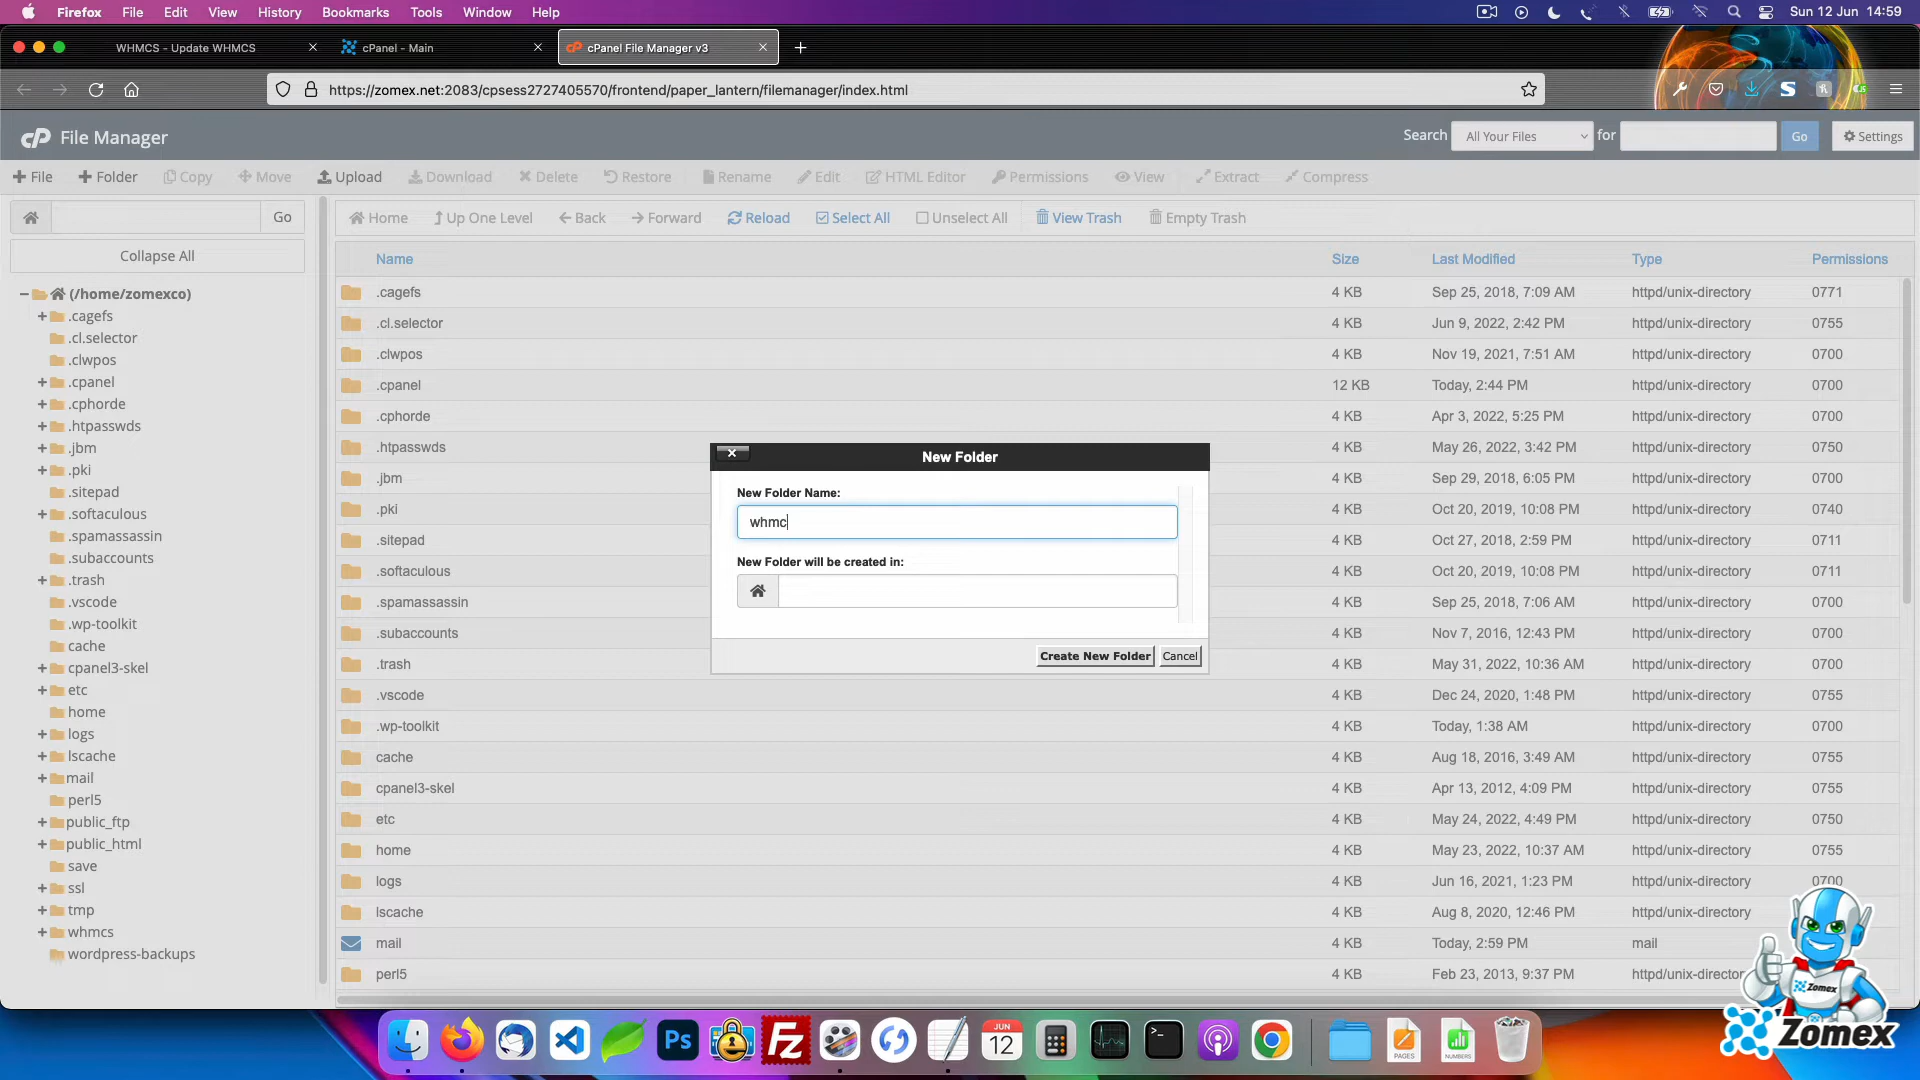 Firefox File Edit View History Bookmarks Tools Window Help Sun 12 Jun 14:59
WHMCS - Update WHMCS cPanel - Main cPanel File Manager v3
https://zomex.net:2083/cpsess2727405570/frontend/paper_lantern/filemanager/index.html
cP File Manager Search All Your Files for Go Settings
File Folder Copy Move Upload Download Delete Restore Rename Edit HTML Editor Permissions View Extract Compress
Go Home Up One Level Back Forward Reload Select All Unselect All View Trash Empty Trash
Collapse All
(/home/zomexco)
.cagefs
.cl.selector
.clwpos
.cpanel
.cphorde
.htpasswds
.jbm
.pki
.sitepad
.softaculous
.spamassassin
.subaccounts
.trash
.vscode
.wp-toolkit
cache
cpanel3-skel
etc
home
logs
lscache
mail
perl5
public_ftp
public_html
save
ssl
tmp
whmcs
wordpress-backups
Name Size Last Modified Type Permissions
.cagefs 4 KB Sep 25, 2018, 7:09 AM httpd/unix-directory 0771
.cl.selector 4 KB Jun 9, 2022, 2:42 PM httpd/unix-directory 0755
.clwpos 4 KB Nov 19, 2021, 7:51 AM httpd/unix-directory 0700
.cpanel 12 KB Today, 2:44 PM httpd/unix-directory 0700
.cphorde 4 KB Apr 3, 2022, 5:25 PM httpd/unix-directory 0700
.htpasswds 4 KB May 26, 2022, 3:42 PM httpd/unix-directory 0750
.jbm 4 KB Sep 29, 2018, 6:05 PM httpd/unix-directory 0700
.pki 4 KB Oct 20, 2019, 10:08 PM httpd/unix-directory 0740
.sitepad 4 KB Oct 27, 2018, 2:59 PM httpd/unix-directory 0711
.softaculous 4 KB Oct 20, 2019, 10:08 PM httpd/unix-directory 0711
.spamassassin 4 KB Sep 25, 2018, 7:06 AM httpd/unix-directory 0700
.subaccounts 4 KB Nov 7, 2016, 12:43 PM httpd/unix-directory 0700
.trash 4 KB May 31, 2022, 10:36 AM httpd/unix-directory 0700
.vscode 4 KB Dec 24, 2020, 1:48 PM httpd/unix-directory 0755
.wp-toolkit 4 KB Today, 1:38 AM httpd/unix-directory 0700
cache 4 KB Aug 18, 2016, 3:49 AM httpd/unix-directory 0755
cpanel3-skel 4 KB Apr 13, 2012, 4:09 PM httpd/unix-directory 0755
etc 4 KB May 24, 2022, 4:49 PM httpd/unix-directory 0750
home 4 KB May 23, 2022, 10:37 AM httpd/unix-directory 0755
logs 4 KB Jun 16, 2021, 1:23 PM httpd/unix-directory 0700
lscache 4 KB Aug 8, 2020, 12:46 PM httpd/unix-directory
mail 4 KB Today, 2:59 PM mail
perl5 4 KB Feb 23, 2013, 9:37 PM httpd/unix-director
New Folder
New Folder Name:
whmc
New Folder will be created in:
Create New Folder Cancel
Zomex
Zomex
Ps Fz JUN 12 PAGES NUMBERS